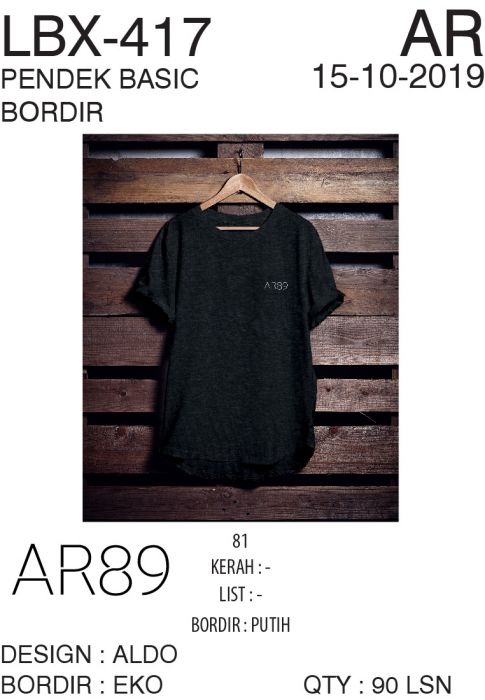 LBX-417
AR
PENDEK BASIC
15-10-2019
BORDIR
AR89
AR89
81
KERAH : -
LIST : -
BORDIR : PUTIH
DESIGN : ALDO
BORDIR : EKO
QTY : 90 LSN